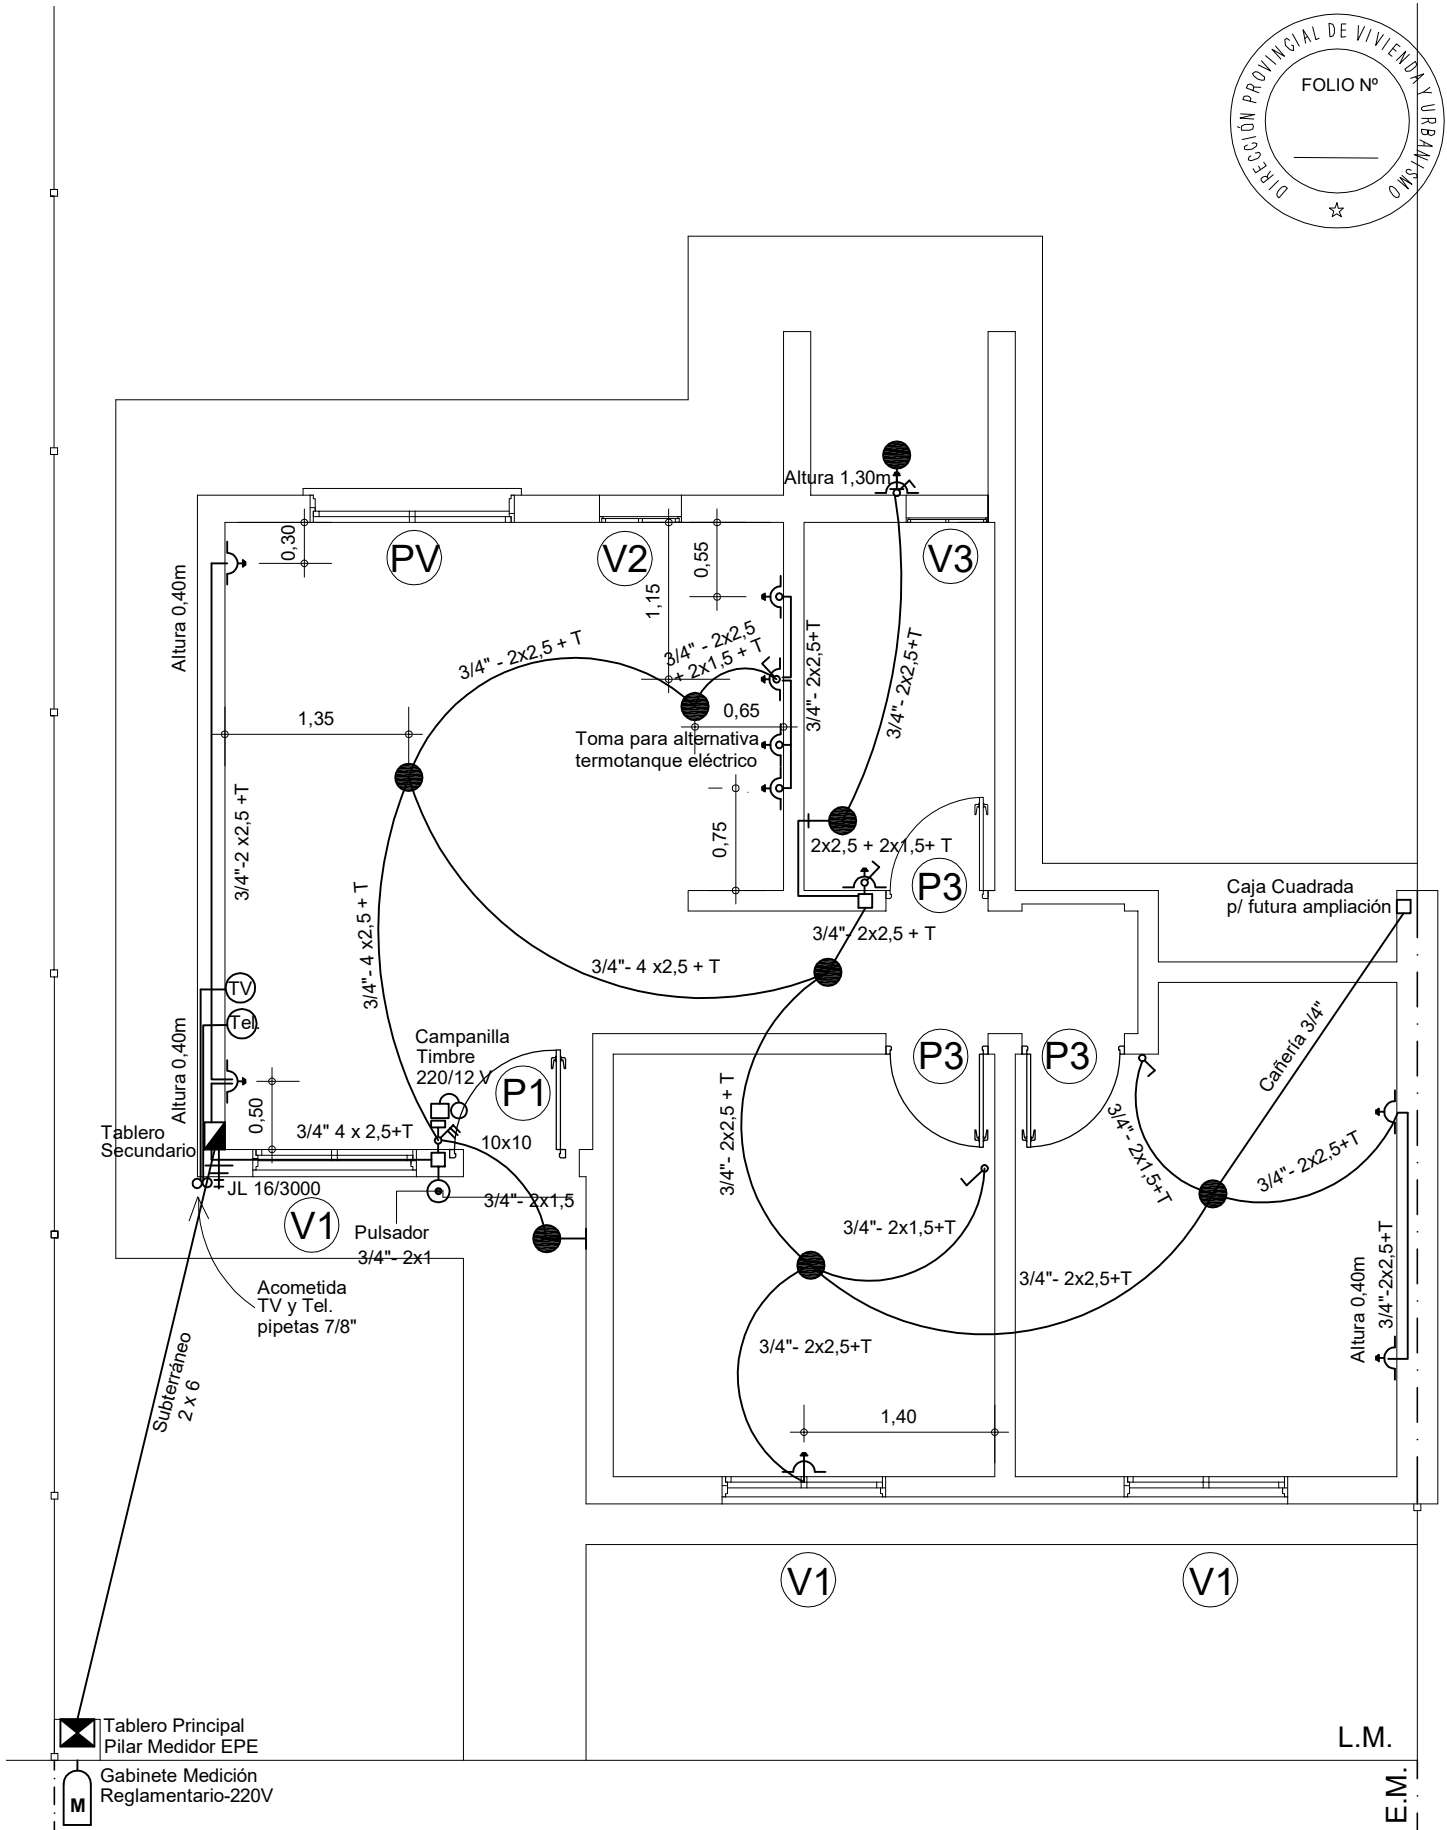 DIRECCIÓN PROVINCIAL DE VIVIENDA Y URBANISMO
FOLIO Nº
Altura 1,30m
0,30
PV
V2
0,55
V3
1,15
Altura 0,40m
3/4" - 2x2,5 + T
3/4" - 2x2,5
+ 2x1,5 + T
3/4"- 2x2,5+T
3/4"- 2x2,5+T
1,35
0,65
Toma para alternativa
termotanque eléctrico
3/4"-2 x2,5 +T
0,75
2x2,5 + 2x1,5+ T
P3
Caja Cuadrada
p/ futura ampliación
3/4"- 4 x2,5 + T
3/4"- 2x2,5 + T
3/4"- 4 x2,5 + T
TV
Tel.
Altura 0,40m
Campanilla
Timbre
220/12 V
P1
P3
P3
Cañería 3/4"
0,50
3/4" 4 x 2,5+T
10x10
Tablero
Secundario
3/4"- 2x2,5 + T
3/4"- 2x1,5+T
3/4"- 2x2,5+T
JL 16/3000
3/4"- 2x1,5
V1
Pulsador
3/4"- 2x1
3/4"- 2x1,5+T
3/4"- 2x2,5+T
Altura 0,40m
3/4"-2x2,5+T
Acometida
TV y Tel.
pipetas 7/8"
3/4"- 2x2,5+T
Subterráneo
2 x 6
1,40
V1
V1
Tablero Principal
Pilar Medidor EPE
L.M.
Gabinete Medición
Reglamentario-220V
M
E.M.